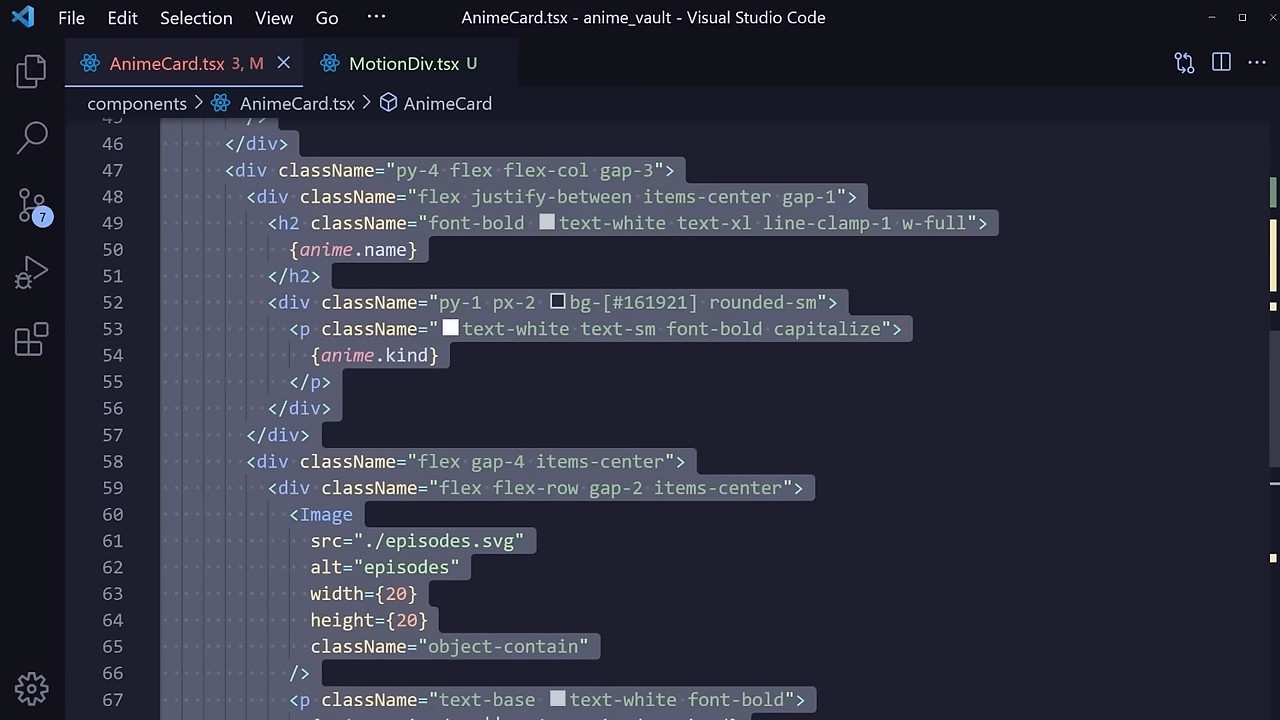 File Edit Selection View Go ··· AnimeCard.tsx - anime_vault - Visual Studio Code
AnimeCard.tsx 3, M MotionDiv.tsx U
components > AnimeCard.tsx > AnimeCard
45 />
46 </div>
47 <div className="py-4 flex flex-col gap-3">
48 <div className="flex justify-between items-center gap-1">
49 <h2 className="font-bold text-white text-xl line-clamp-1 w-full">
50 {anime.name}
51 </h2>
52 <div className="py-1 px-2 bg-[#161921] rounded-sm">
53 <p className="text-white text-sm font-bold capitalize">
54 {anime.kind}
55 </p>
56 </div>
57 </div>
58 <div className="flex gap-4 items-center">
59 <div className="flex flex-row gap-2 items-center">
60 <Image
61 src="./episodes.svg"
62 alt="episodes"
63 width={20}
64 height={20}
65 className="object-contain"
66 />
67 <p className="text-base text-white font-bold">
7